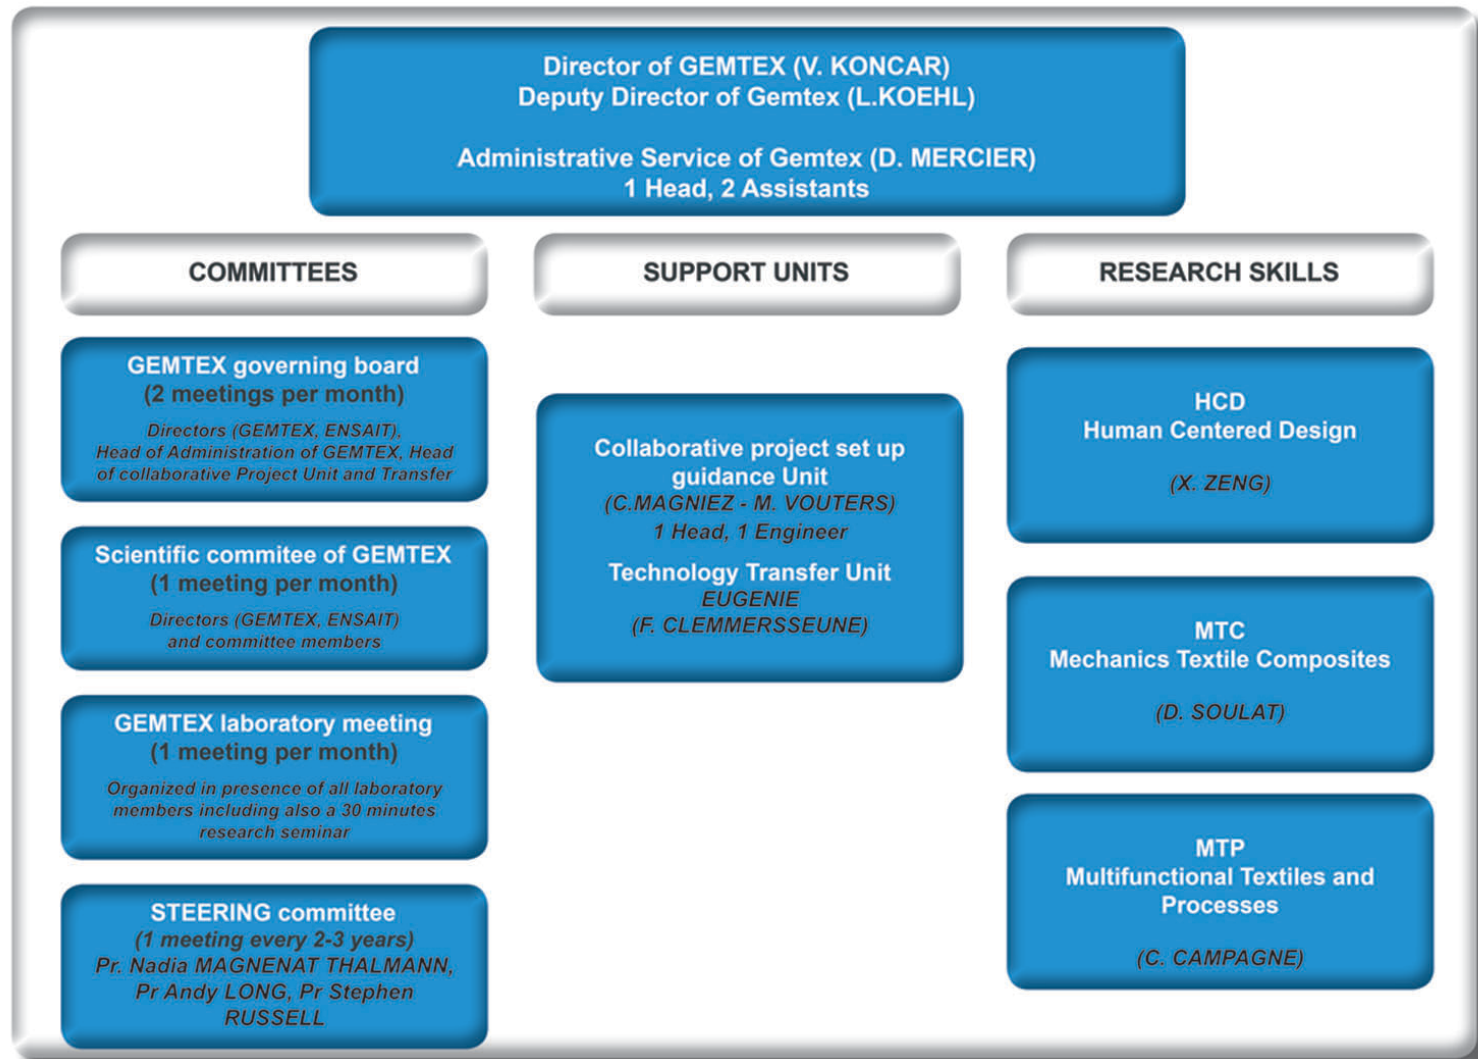 Director of GEMTEX (V. KONCAR)
Deputy Director of Gemtex (L.KOEHL)
Administrative Service of Gemtex (D. MERCIER)
1 Head, 2 Assistants
COMMITTEES
GEMTEX governing board
(2 meetings per month)
Directors (GEMTEX, ENSAIT),
Head of Administration of GEMTEX, Head
of collaborative Project Unit and Transfer
Scientific commitee of GEMTEX
(1 meeting per month)
Directors (GEMTEX, ENSAIT)
and committee members
GEMTEX laboratory meeting
(1 meeting per month)
Organized in presence of all laboratory
members including also a 30 minutes
research seminar
STEERING committee
(1 meeting every 2-3 years)
Pr. Nadia MAGNENAT THALMANN,
Pr Andy LONG, Pr Stephen
RUSSELL
SUPPORT UNITS
Collaborative project set up
guidance Unit
(C.MAGNIEZ - M. VOUTERS)
1 Head, 1 Engineer
Technology Transfer Unit
EUGENIE
(F. CLEMMERSSEUNE)
RESEARCH SKILLS
HCD
Human Centered Design
(X. ZENG)
MTC
Mechanics Textile Composites
(D. SOULAT)
MTP
Multifunctional Textiles and
Processes
(C. CAMPAGNE)